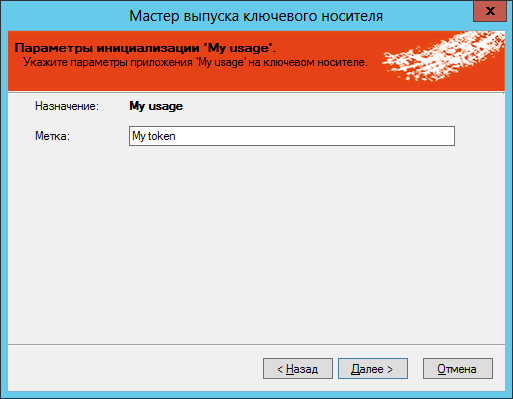 Мастер выпуска ключевого носителя
X
Параметры инициализации 'My usage'.
Укажите параметры приложения 'My usage' на ключевом носителе.
Назначение: My usage
Метка: My token
< Назад Далее > Отмена